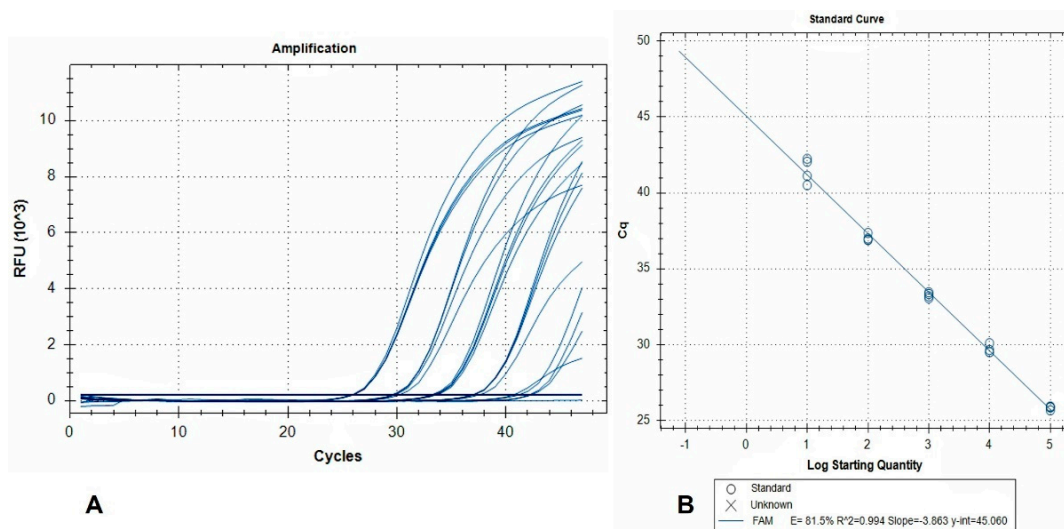 Amplification
RFU (10^3)
10
8
6
4
2
0
0
10
20
30
40
Cycles
A
Standard Curve
Cq
50
45
40
35
30
25
-1
0
1
2
3
4
5
Log Starting Quantity
B
Standard
Unknown
FAM E= 81.5% R^2=0.994 Slope=-3.863 y-int=45.060